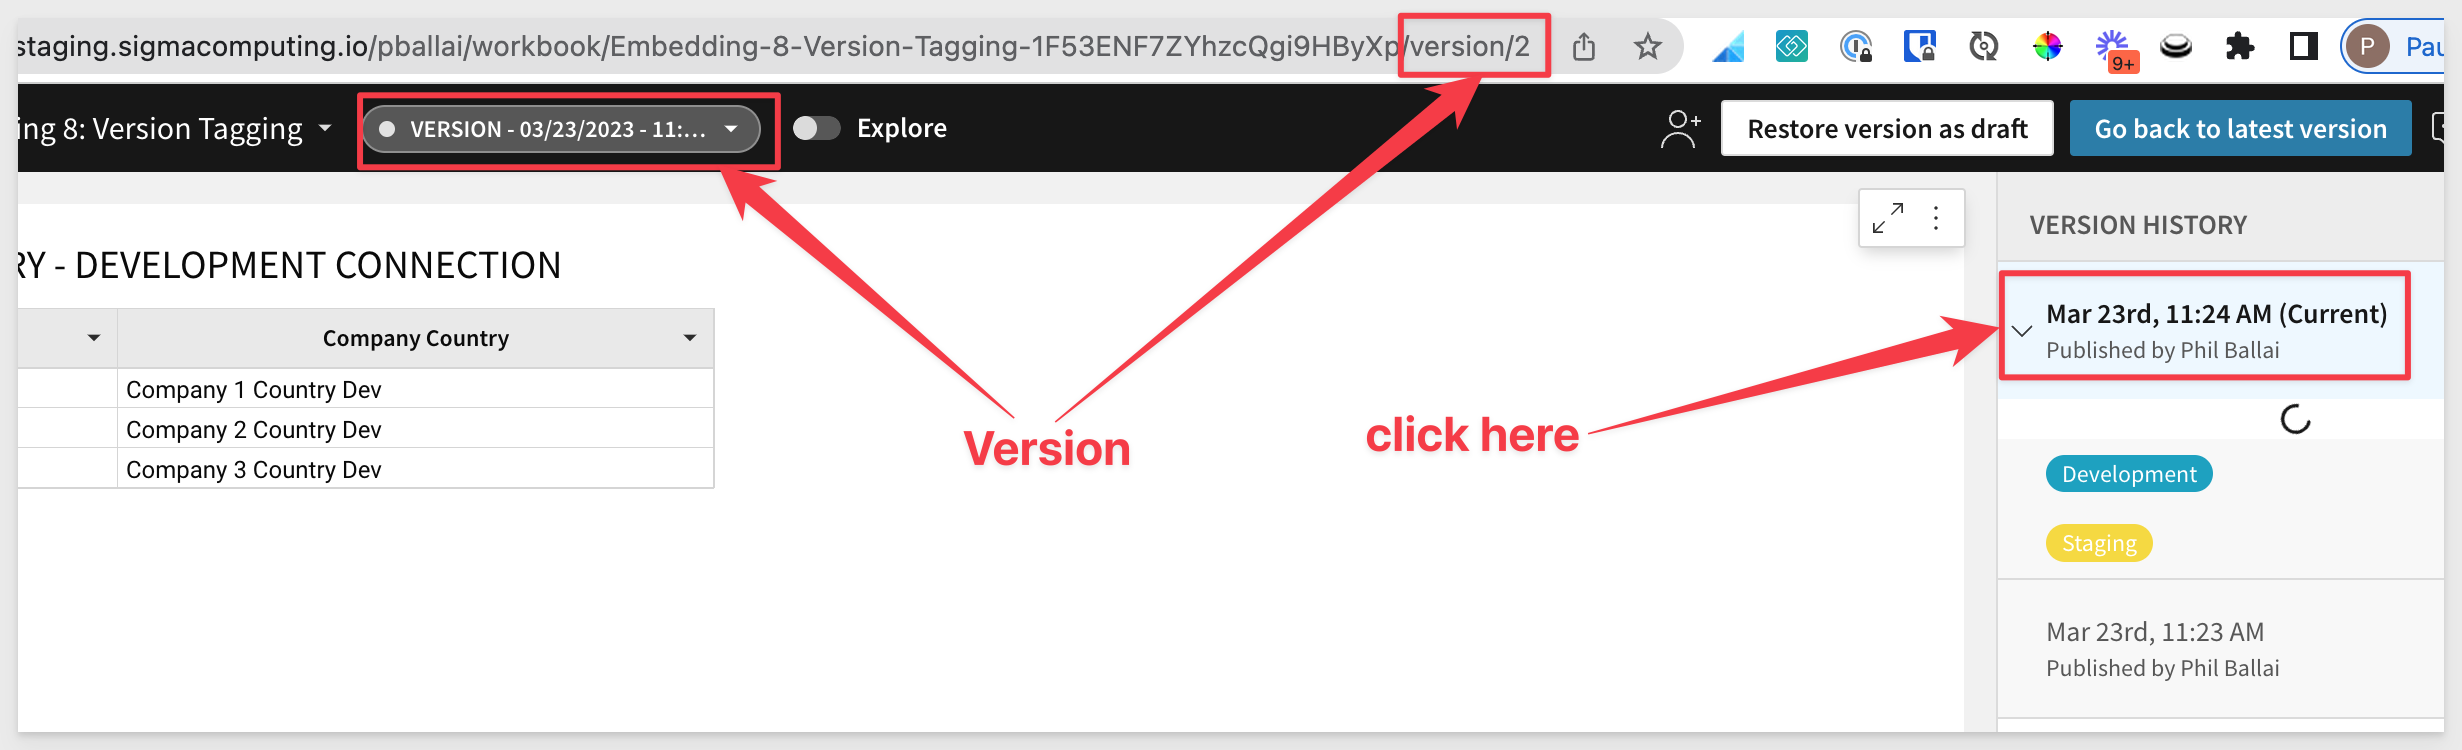 staging.sigmacomputing.io/pballai/workbook/Embedding-8-Version-Tagging-1F53ENF7ZYhzcQgi9HByXp/version/2
9+
P
Pau
ing 8: Version Tagging
VERSION - 03/23/2023 - 11:...
Explore
Restore version as draft
Go back to latest version
RY - DEVELOPMENT CONNECTION
Company Country
Company 1 Country Dev
Company 2 Country Dev
Company 3 Country Dev
Version
click here
VERSION HISTORY
Mar 23rd, 11:24 AM (Current)
Published by Phil Ballai
Development
Staging
Mar 23rd, 11:23 AM
Published by Phil Ballai